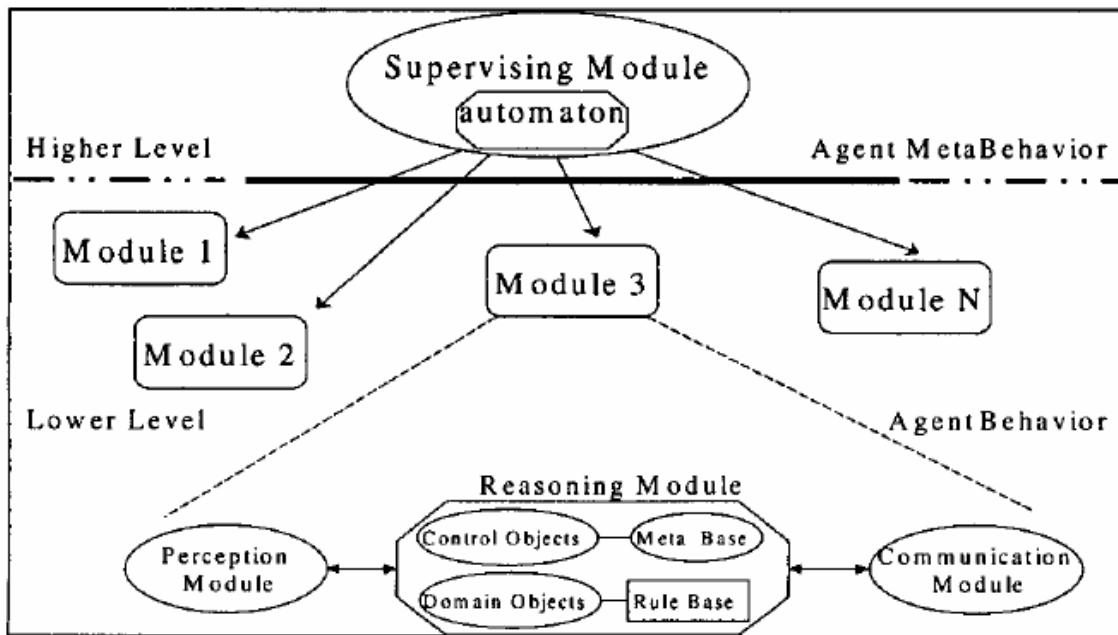 Supervising Module
automaton
Higher Level
Agent MetaBehavior
Module 1
Module 3
Module N
Module 2
Lower Level
Agent Behavior
Reasoning Module
Control Objects
Meta Base
Perception
Module
Communication
Module
Domain Objects
Rule Base